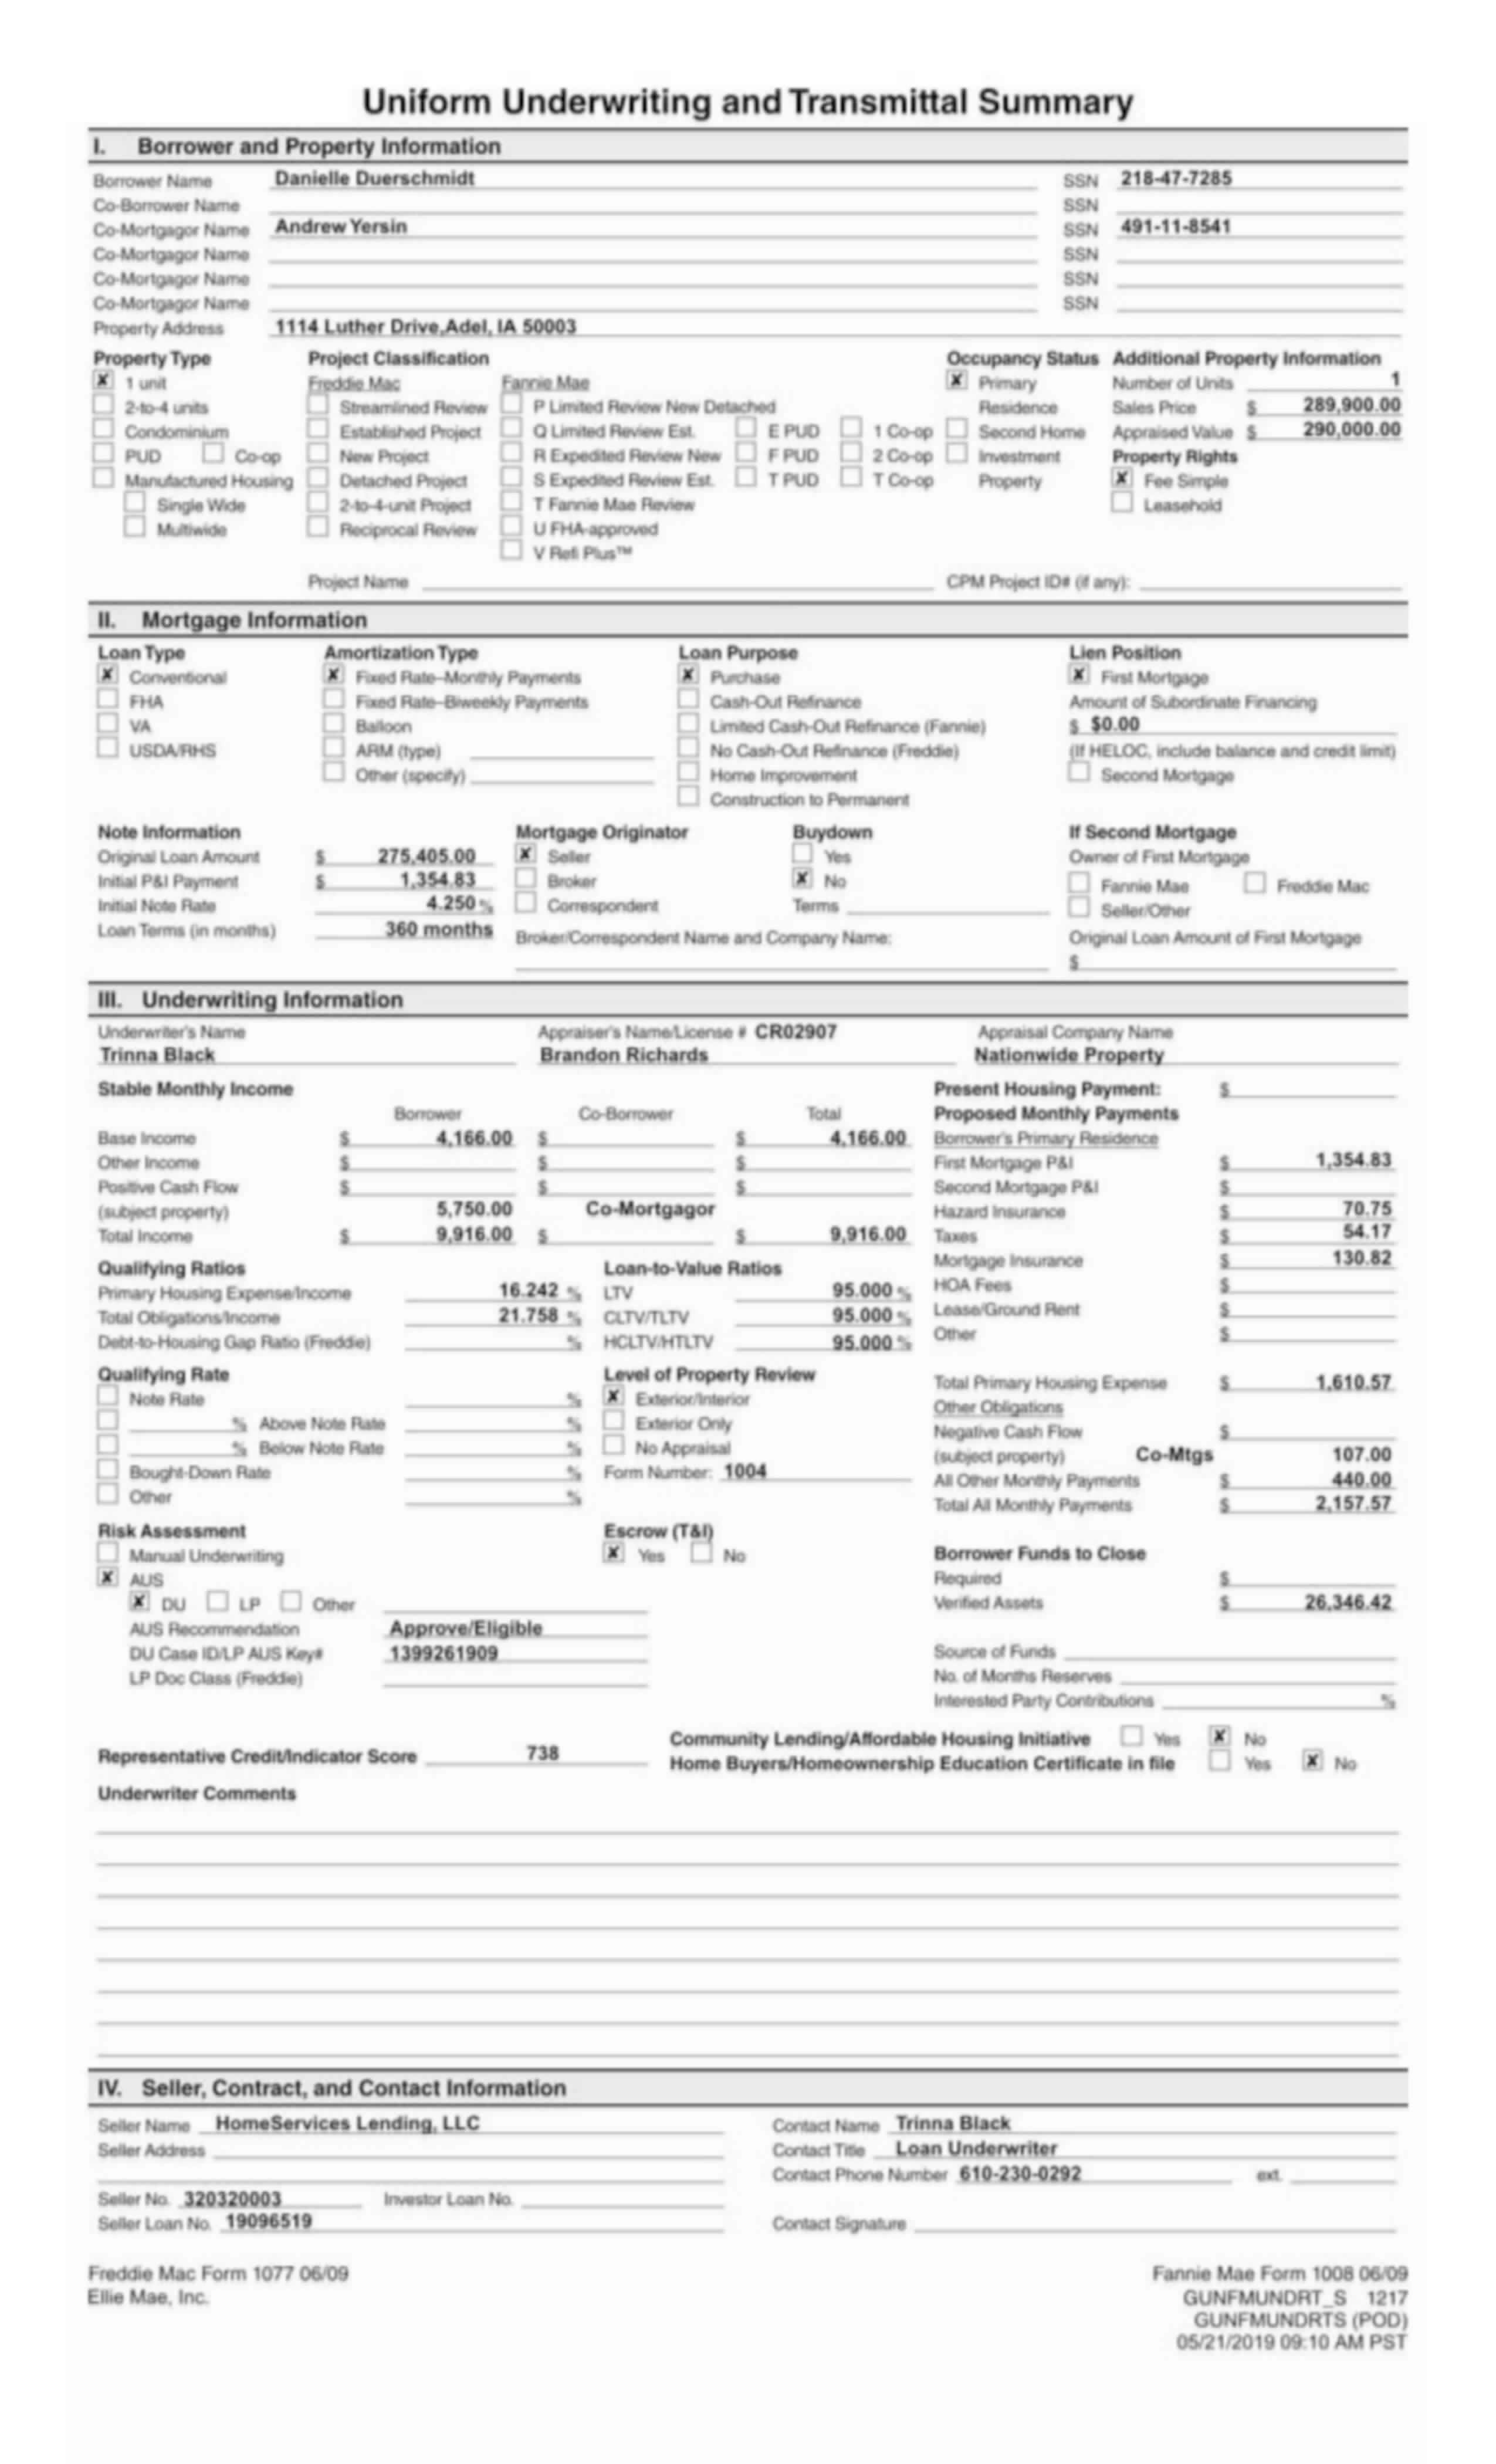 Uniform Underwriting and Transmittal Summary
I. Borrower and Property Information
Borrower Name Danielle Duerschmidt SSN 218-47-7285
Co-Borrower Name SSN
Co-Mortgagor Name Andrew Yersin SSN 491-11-8541
Co-Mortgagor Name SSN
Co-Mortgagor Name SSN
Co-Mortgagor Name SSN
Property Address 1114 Luther Drive,Adel, IA 50003
Property Type Project Classification Occupancy Status Additional Property Information
X 1 unit Freddie Mac Fannie Mae X Primary Number of Units 1
2-to-4 units Streamlined Review P Limited Review New Detached Residence Sales Price $ 289,900.00
Condominium Established Project Q Limited Review Est. E PUD 1 Co-op Second Home Appraised Value $ 290,000.00
PUD Co-op New Project R Expedited Review New F PUD 2 Co-op Investment Property Rights
Manufactured Housing Detached Project S Expedited Review Est. T PUD T Co-op Property X Fee Simple
Single Wide 2-to-4-unit Project T Fannie Mae Review Leasehold
Multiwide Reciprocal Review U FHA-approved
V Refi Plus™
Project Name CPM Project ID# (if any):
II. Mortgage Information
Loan Type Amortization Type Loan Purpose Lien Position
X Conventional X Fixed Rate–Monthly Payments X Purchase X First Mortgage
FHA Fixed Rate–Biweekly Payments Cash-Out Refinance Amount of Subordinate Financing
VA Balloon Limited Cash-Out Refinance (Fannie) $ $0.00
USDA/RHS ARM (type) No Cash-Out Refinance (Freddie) (If HELOC, include balance and credit limit)
Other (specify) Home Improvement Second Mortgage
Construction to Permanent
Note Information Mortgage Originator Buydown If Second Mortgage
Original Loan Amount $ 275,405.00 X Seller Yes Owner of First Mortgage
Initial P&I Payment $ 1,354.83 Broker X No Fannie Mae Freddie Mac
Initial Note Rate 4.250 % Correspondent Terms Seller/Other
Loan Terms (in months) 360 months Broker/Correspondent Name and Company Name: Original Loan Amount of First Mortgage
$
III. Underwriting Information
Underwriter's Name Appraiser's Name/License # CR02907 Appraisal Company Name
Trinna Black Brandon Richards Nationwide Property
Stable Monthly Income Present Housing Payment: $
Borrower Co-Borrower Total Proposed Monthly Payments
Base Income $ 4,166.00 $ $ 4,166.00 Borrower's Primary Residence
Other Income $ $ $ First Mortgage P&I $ 1,354.83
Positive Cash Flow $ $ $ Second Mortgage P&I $
(subject property) 5,750.00 Co-Mortgagor Hazard Insurance $ 70.75
Total Income $ 9,916.00 $ $ 9,916.00 Taxes $ 54.17
Qualifying Ratios Loan-to-Value Ratios Mortgage Insurance $ 130.82
Primary Housing Expense/Income 16.242 % LTV 95.000 % HOA Fees $
Total Obligations/Income 21.758 % CLTV/TLTV 95.000 % Lease/Ground Rent $
Debt-to-Housing Gap Ratio (Freddie) % HCLTV/HTLTV 95.000 % Other $
Qualifying Rate Level of Property Review Total Primary Housing Expense $ 1,610.57
Note Rate % X Exterior/Interior Other Obligations
% Above Note Rate % Exterior Only Negative Cash Flow $
% Below Note Rate % No Appraisal (subject property) Co-Mtgs 107.00
Bought-Down Rate % Form Number: 1004 All Other Monthly Payments $ 440.00
Other % Total All Monthly Payments $ 2,157.57
Risk Assessment Escrow (T&I)
Manual Underwriting X Yes No Borrower Funds to Close
X AUS Required $
X DU LP Other Verified Assets $ 26,346.42
AUS Recommendation Approve/Eligible
DU Case ID/LP AUS Key# 1399261909 Source of Funds
LP Doc Class (Freddie) No. of Months Reserves
Interested Party Contributions %
Community Lending/Affordable Housing Initiative Yes X No
Representative Credit/Indicator Score 738 Home Buyers/Homeownership Education Certificate in file Yes X No
Underwriter Comments
IV. Seller, Contract, and Contact Information
Seller Name HomeServices Lending, LLC Contact Name Trinna Black
Seller Address Contact Title Loan Underwriter
Contact Phone Number 610-230-0292 ext.
Seller No. 320320003 Investor Loan No.
Seller Loan No. 19096519 Contact Signature
Freddie Mac Form 1077 06/09 Fannie Mae Form 1008 06/09
Ellie Mae, Inc. GUNFMUNDRT_S 1217
GUNFMUNDRTS (POD)
05/21/2019 09:10 AM PST